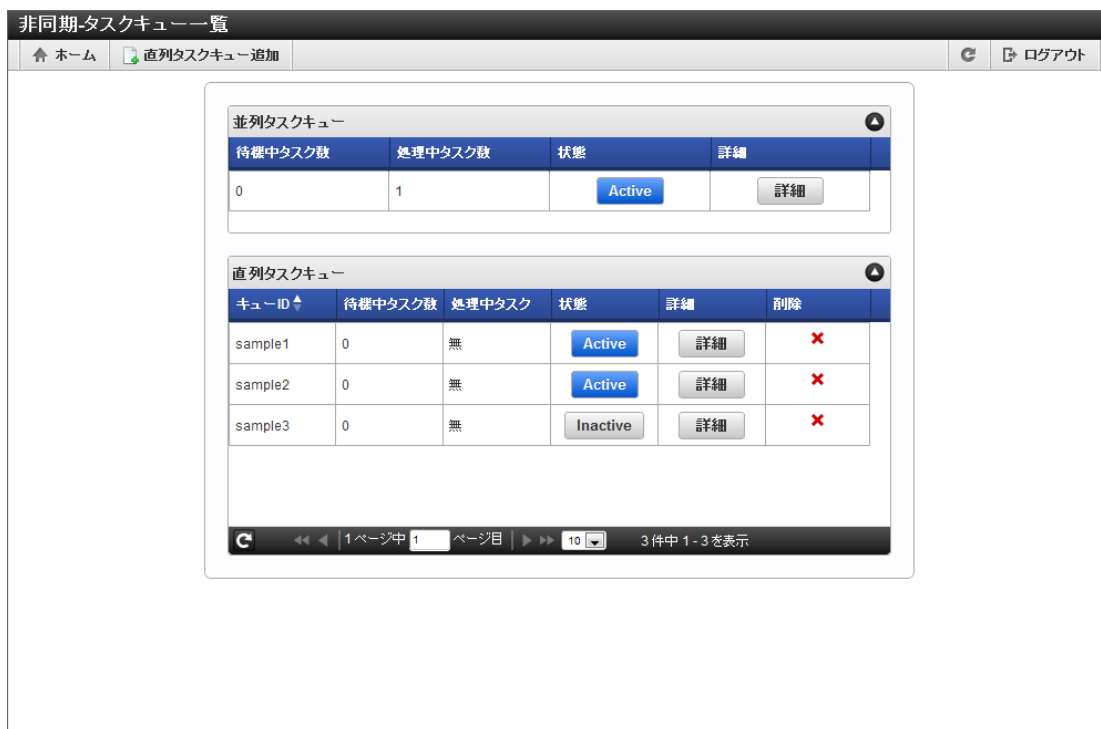 非同期-タスクキュー一覧
ホーム 直列タスクキュー追加 ログアウト
並列タスクキュー
待機中タスク数 処理中タスク数 状態 詳細
0 1 Active 詳細
直列タスクキュー
キューID 待機中タスク数 処理中タスク 状態 詳細 削除
sample1 0 無 Active 詳細
sample2 0 無 Active 詳細
sample3 0 無 Inactive 詳細
1 ページ中 1 ページ目 10 3 件中 1 - 3 を表示